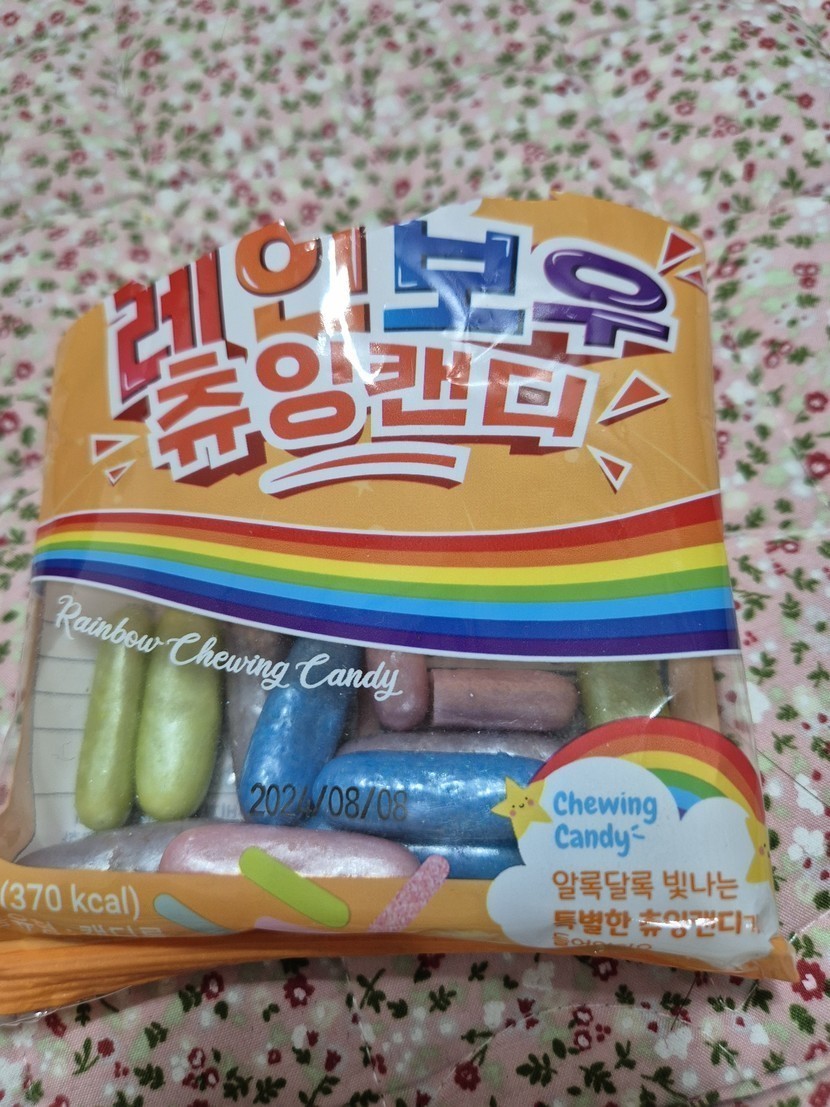 레인보우
츄잉캔디
Rainbow Chewing Candy
2024/08/08
Chewing
Candy
(370 kcal)
알록달록 빛나는
특별한 츄잉캔디가